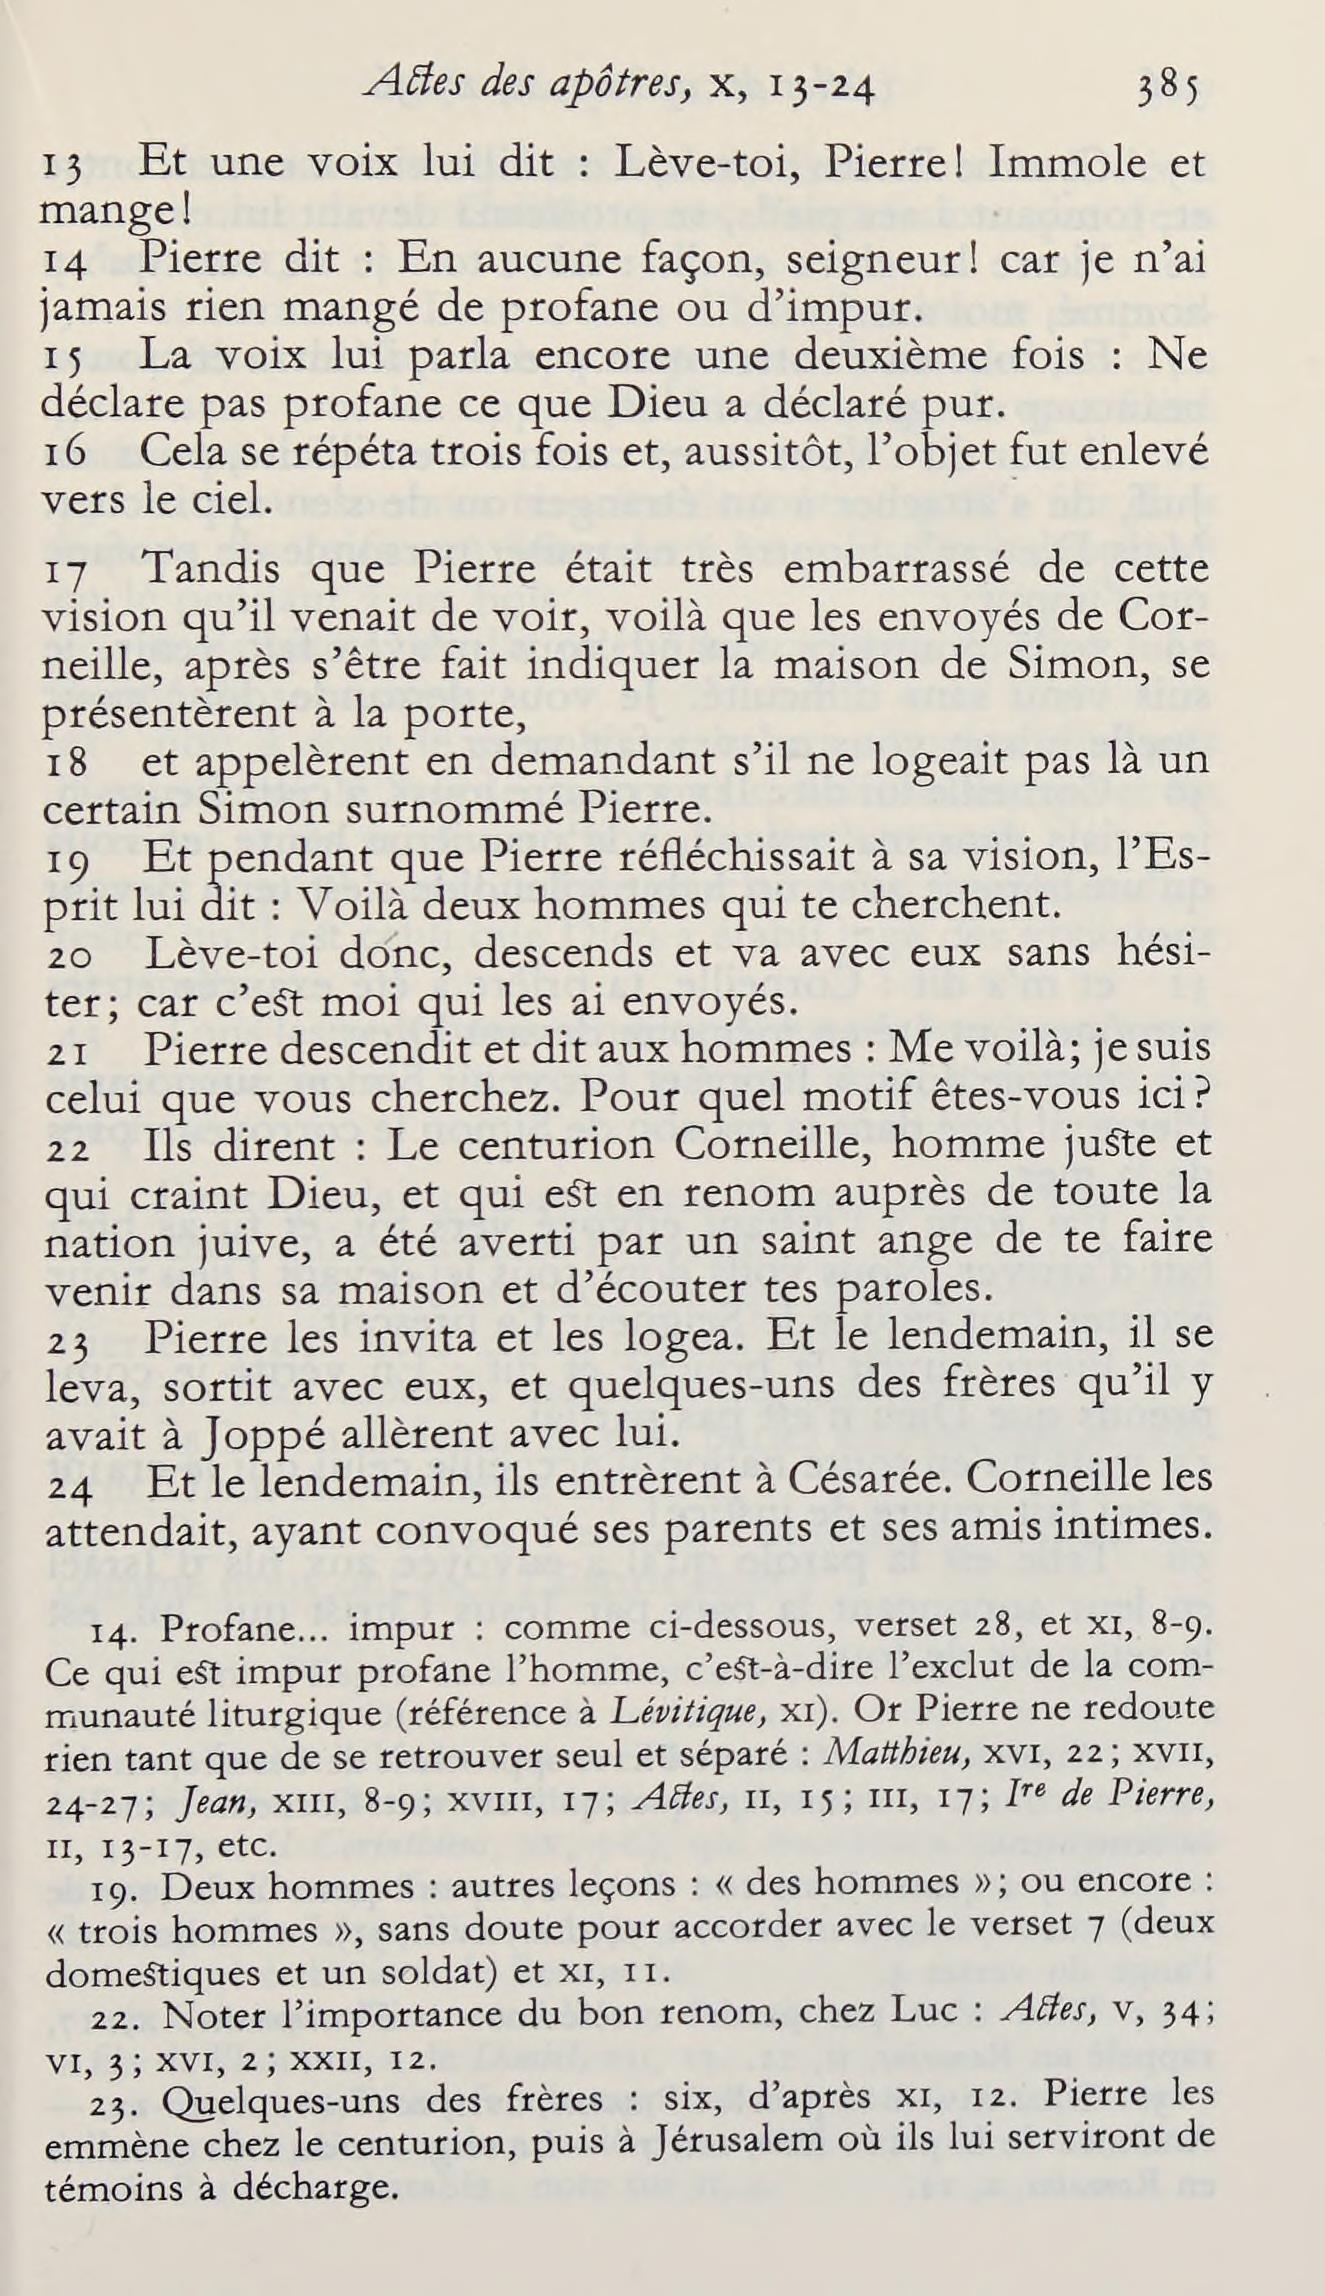 Actes des apôtres, X, 13-24 385
13 Et une voix lui dit : Lève-toi, Pierre! Immole et
mange!
14 Pierre dit : En aucune façon, seigneur! car je n’ai
jamais rien mangé de profane ou d’impur.
15 La voix lui parla encore une deuxième fois : Ne
déclare pas profane ce que Dieu a déclaré pur.
16 Cela se répéta trois fois et, aussitôt, l’objet fut enlevé
vers le ciel.
17 Tandis que Pierre était très embarrassé de cette
vision qu’il venait de voir, voilà que les envoyés de Cor-
neille, après s’être fait indiquer la maison de Simon, se
présentèrent à la porte,
18 et appelèrent en demandant s’il ne logeait pas là un
certain Simon surnommé Pierre.
19 Et pendant que Pierre réfléchissait à sa vision, l’Es-
prit lui dit : Voilà deux hommes qui te cherchent.
20 Lève-toi donc, descends et va avec eux sans hési-
ter; car c’est moi qui les ai envoyés.
21 Pierre descendit et dit aux hommes : Me voilà; je suis
celui que vous cherchez. Pour quel motif êtes-vous ici?
22 Ils dirent : Le centurion Corneille, homme juste et
qui craint Dieu, et qui est en renom auprès de toute la
nation juive, a été averti par un saint ange de te faire
venir dans sa maison et d’écouter tes paroles.
23 Pierre les invita et les logea. Et le lendemain, il se
leva, sortit avec eux, et quelques-uns des frères qu’il y
avait à Joppé allèrent avec lui.
24 Et le lendemain, ils entrèrent à Césarée. Corneille les
attendait, ayant convoqué ses parents et ses amis intimes.
14. Profane... impur : comme ci-dessous, verset 28, et XI, 8-9.
Ce qui est impur profane l’homme, c’est-à-dire l’exclut de la com-
munauté liturgique (référence à Lévitique, XI). Or Pierre ne redoute
rien tant que de se retrouver seul et séparé : Matthieu, XVI, 22; XVII,
24-27; Jean, XIII, 8-9; XVIII, 17; Actes, II, 15; III, 17; Ire de Pierre,
II, 13-17, etc.
19. Deux hommes : autres leçons : « des hommes »; ou encore :
« trois hommes », sans doute pour accorder avec le verset 7 (deux
domestiques et un soldat) et XI, 11.
22. Noter l’importance du bon renom, chez Luc : Actes, V, 34;
VI, 3; XVI, 2; XXII, 12.
23. Quelques-uns des frères : six, d’après XI, 12. Pierre les
emmène chez le centurion, puis à Jérusalem où ils lui serviront de
témoins à décharge.